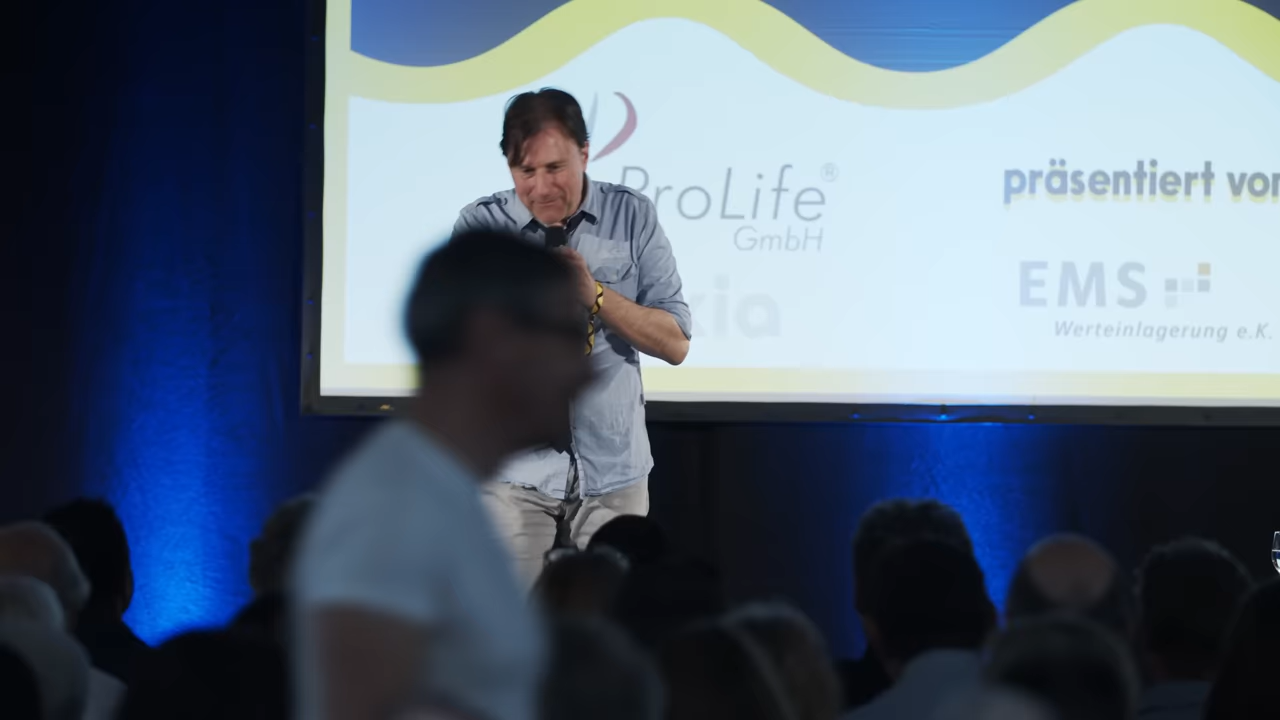 ProLife®
GmbH
präsentiert von
EMS
Werteinlagerung e.K.